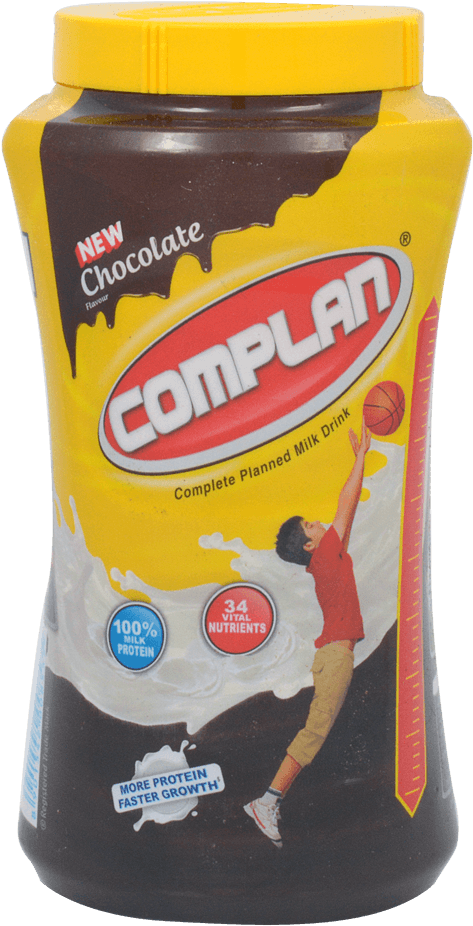 NEW
Chocolate
Flavour
COMPLAN
®
Complete Planned Milk Drink
100%
MILK
PROTEIN
34
VITAL
NUTRIENTS
MORE PROTEIN
FASTER GROWTH